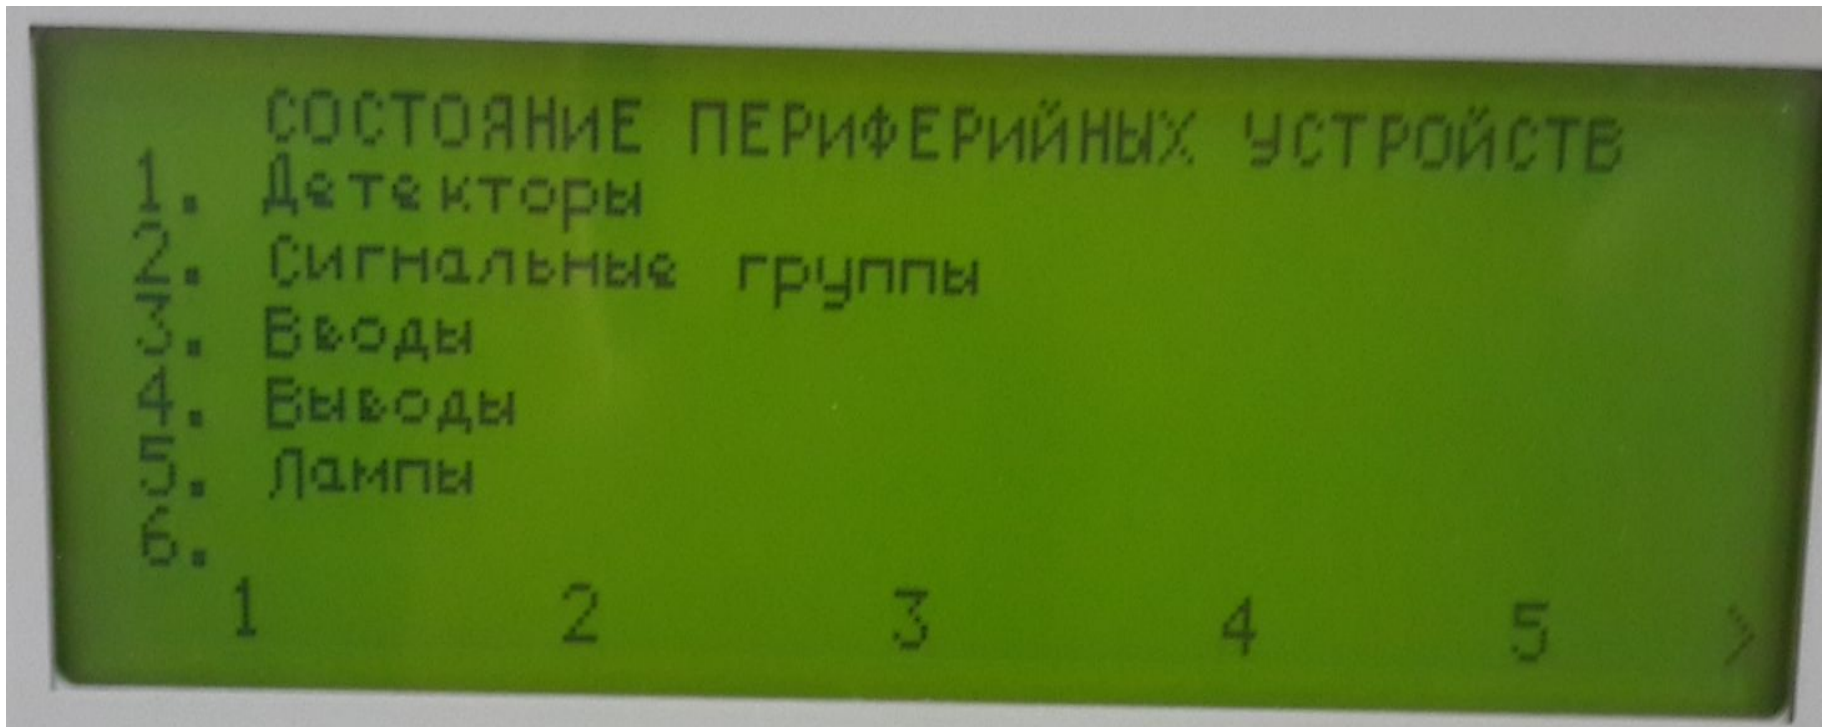 СОСТОЯНИЕ ПЕРИФЕРИЙНЫХ УСТРОЙСТВ
1. Детекторы
2. Сигнальные группы
3. Вводы
4. Выводы
5. Лампы
6.
1 2 3 4 5 >